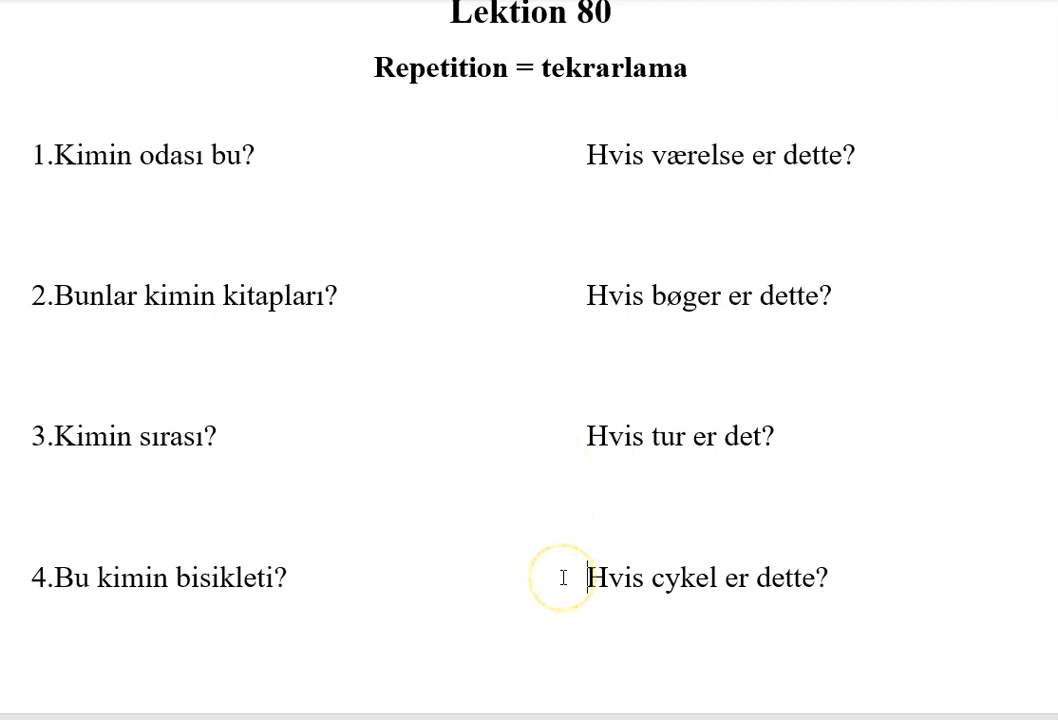 Lektion 80
Repetition = tekrarlama
1.Kimin odası bu? Hvis værelse er dette?
2.Bunlar kimin kitapları? Hvis bøger er dette?
3.Kimin sırası? Hvis tur er det?
4.Bu kimin bisikleti? Hvis cykel er dette?